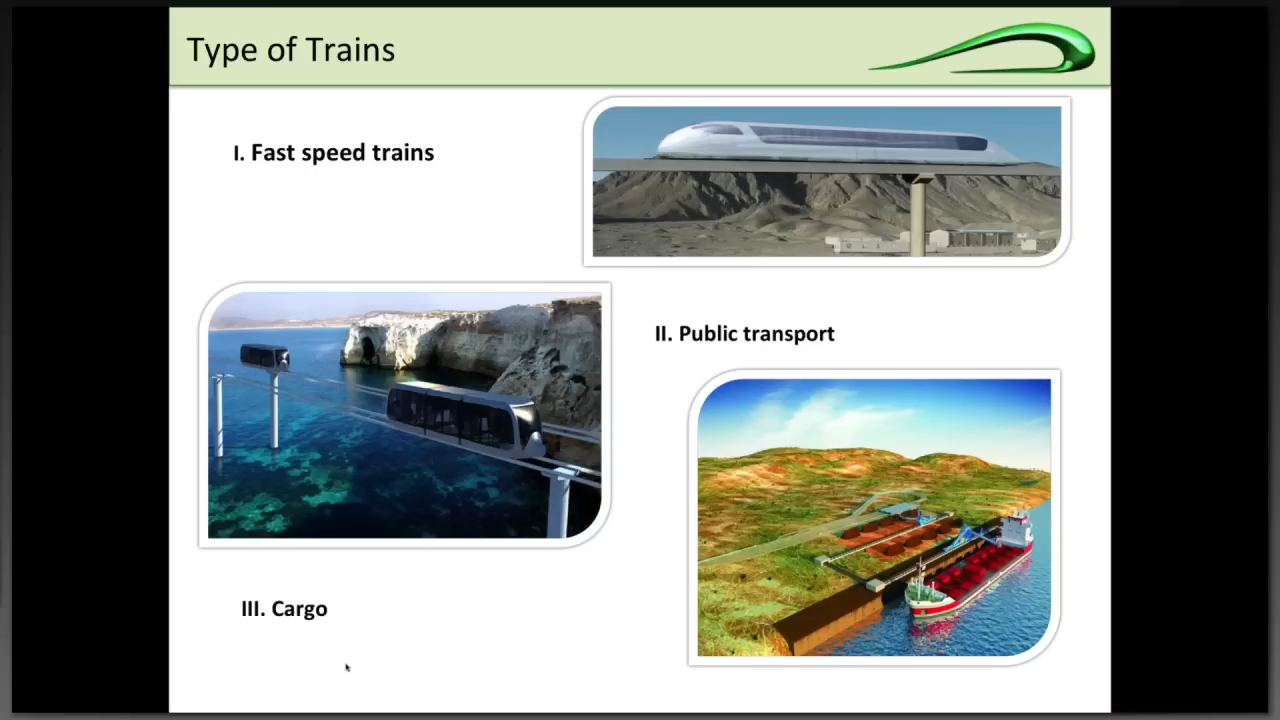 Type of Trains
I. Fast speed trains
II. Public transport
III. Cargo